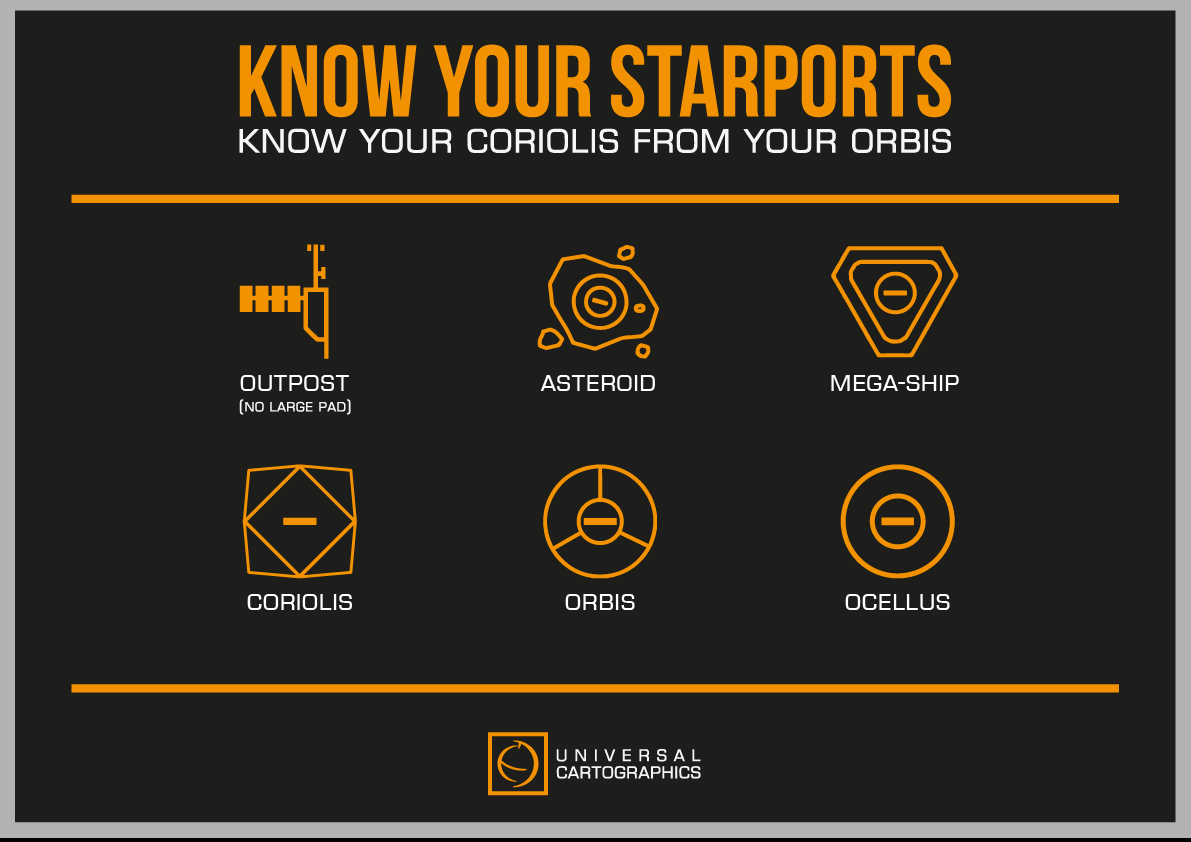 KNOW YOUR STARPORTS
KNOW YOUR CORIOLIS FROM YOUR ORBIS
OUTPOST
(NO LARGE PAD)
ASTEROID
MEGA-SHIP
CORIOLIS
ORBIS
OCELLUS
UNIVERSAL
CARTOGRAPHICS